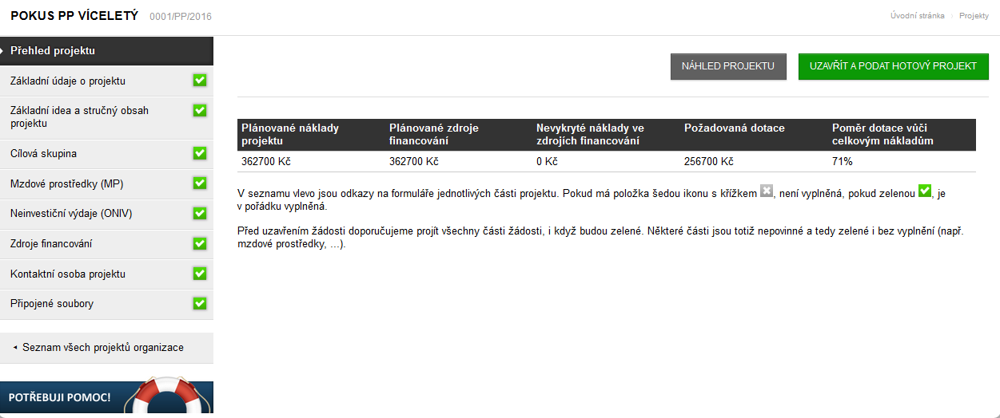 POKUS PP VÍCELETÝ 0001/PP/2016
Úvodní stránka Projekty
Přehled projektu
Základní údaje o projektu
Základní idea a stručný obsah
projektu
Cílová skupina
Mzdové prostředky (MP)
Neinvestiční výdaje (ONIV)
Zdroje financování
Kontaktní osoba projektu
Připojené soubory
Seznam všech projektů organizace
POTŘEBUJI POMOC!
NÁHLED PROJEKTU
UZAVŘÍT A PODAT HOTOVÝ PROJEKT
Plánované náklady projektu
Plánované zdroje financování
Nevykryté náklady ve zdrojích financování
Požadovaná dotace
Poměr dotace vůči celkovým nákladům
362700 Kč 362700 Kč 0 Kč 256700 Kč 71%
V seznamu vlevo jsou odkazy na formuláře jednotlivých části projektu. Pokud má položka šedou ikonu s křížkem , není vyplněná, pokud zelenou , je
v pořádku vyplněná.
Před uzavřením žádosti doporučujeme projít všechny části žádosti, i když budou zelené. Některé části jsou totiž nepovinné a tedy zelené i bez vyplnění (např.
mzdové prostředky, ...).